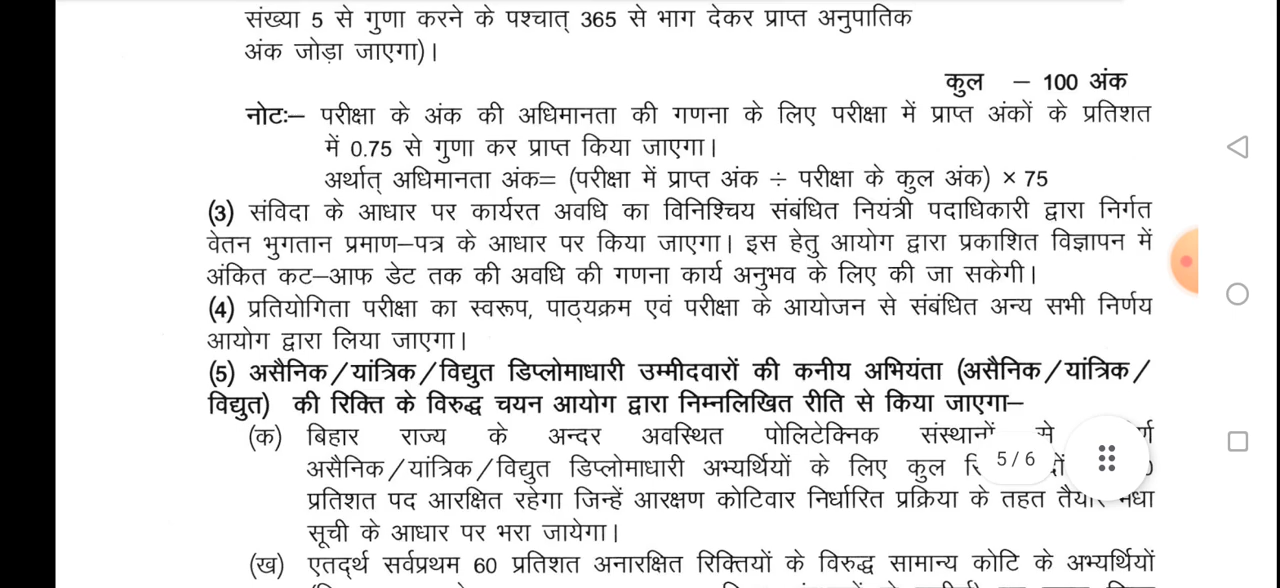 संख्या 5 से गुणा करने के पश्चात् 365 से भाग देकर प्राप्त अनुपातिक
अंक जोड़ा जाएगा)।
कुल – 100 अंक
नोटः– परीक्षा के अंक की अधिमानता की गणना के लिए परीक्षा में प्राप्त अंकों के प्रतिशत
में 0.75 से गुणा कर प्राप्त किया जाएगा।
अर्थात् अधिमानता अंक= (परीक्षा में प्राप्त अंक ÷ परीक्षा के कुल अंक) × 75
(3) संविदा के आधार पर कार्यरत अवधि का विनिश्चिय संबंधित नियंत्री पदाधिकारी द्वारा निर्गत
वेतन भुगतान प्रमाण–पत्र के आधार पर किया जाएगा। इस हेतु आयोग द्वारा प्रकाशित विज्ञापन में
अंकित कट–आफ डेट तक की अवधि की गणना कार्य अनुभव के लिए की जा सकेगी।
(4) प्रतियोगिता परीक्षा का स्वरूप, पाठ्यक्रम एवं परीक्षा के आयोजन से संबंधित अन्य सभी निर्णय
आयोग द्वारा लिया जाएगा।
(5) असैनिक/यांत्रिक/विद्युत डिप्लोमाधारी उम्मीदवारों की कनीय अभियंता (असैनिक/यांत्रिक/
विद्युत) की रिक्ति के विरुद्ध चयन आयोग द्वारा निम्नलिखित रीति से किया जाएगा–
(क) बिहार राज्य के अन्दर अवस्थित पोलिटेक्निक संस्थानों से
असैनिक/यांत्रिक/विद्युत डिप्लोमाधारी अभ्यर्थियों के लिए कुल 5/6
प्रतिशत पद आरक्षित रहेगा जिन्हें आरक्षण कोटिवार निर्धारित प्रक्रिया के तहत तैयार मेधा
सूची के आधार पर भरा जायेगा।
(ख) एतदर्थ सर्वप्रथम 60 प्रतिशत अनारक्षित रिक्तियों के विरुद्ध सामान्य कोटि के अभ्यर्थियों